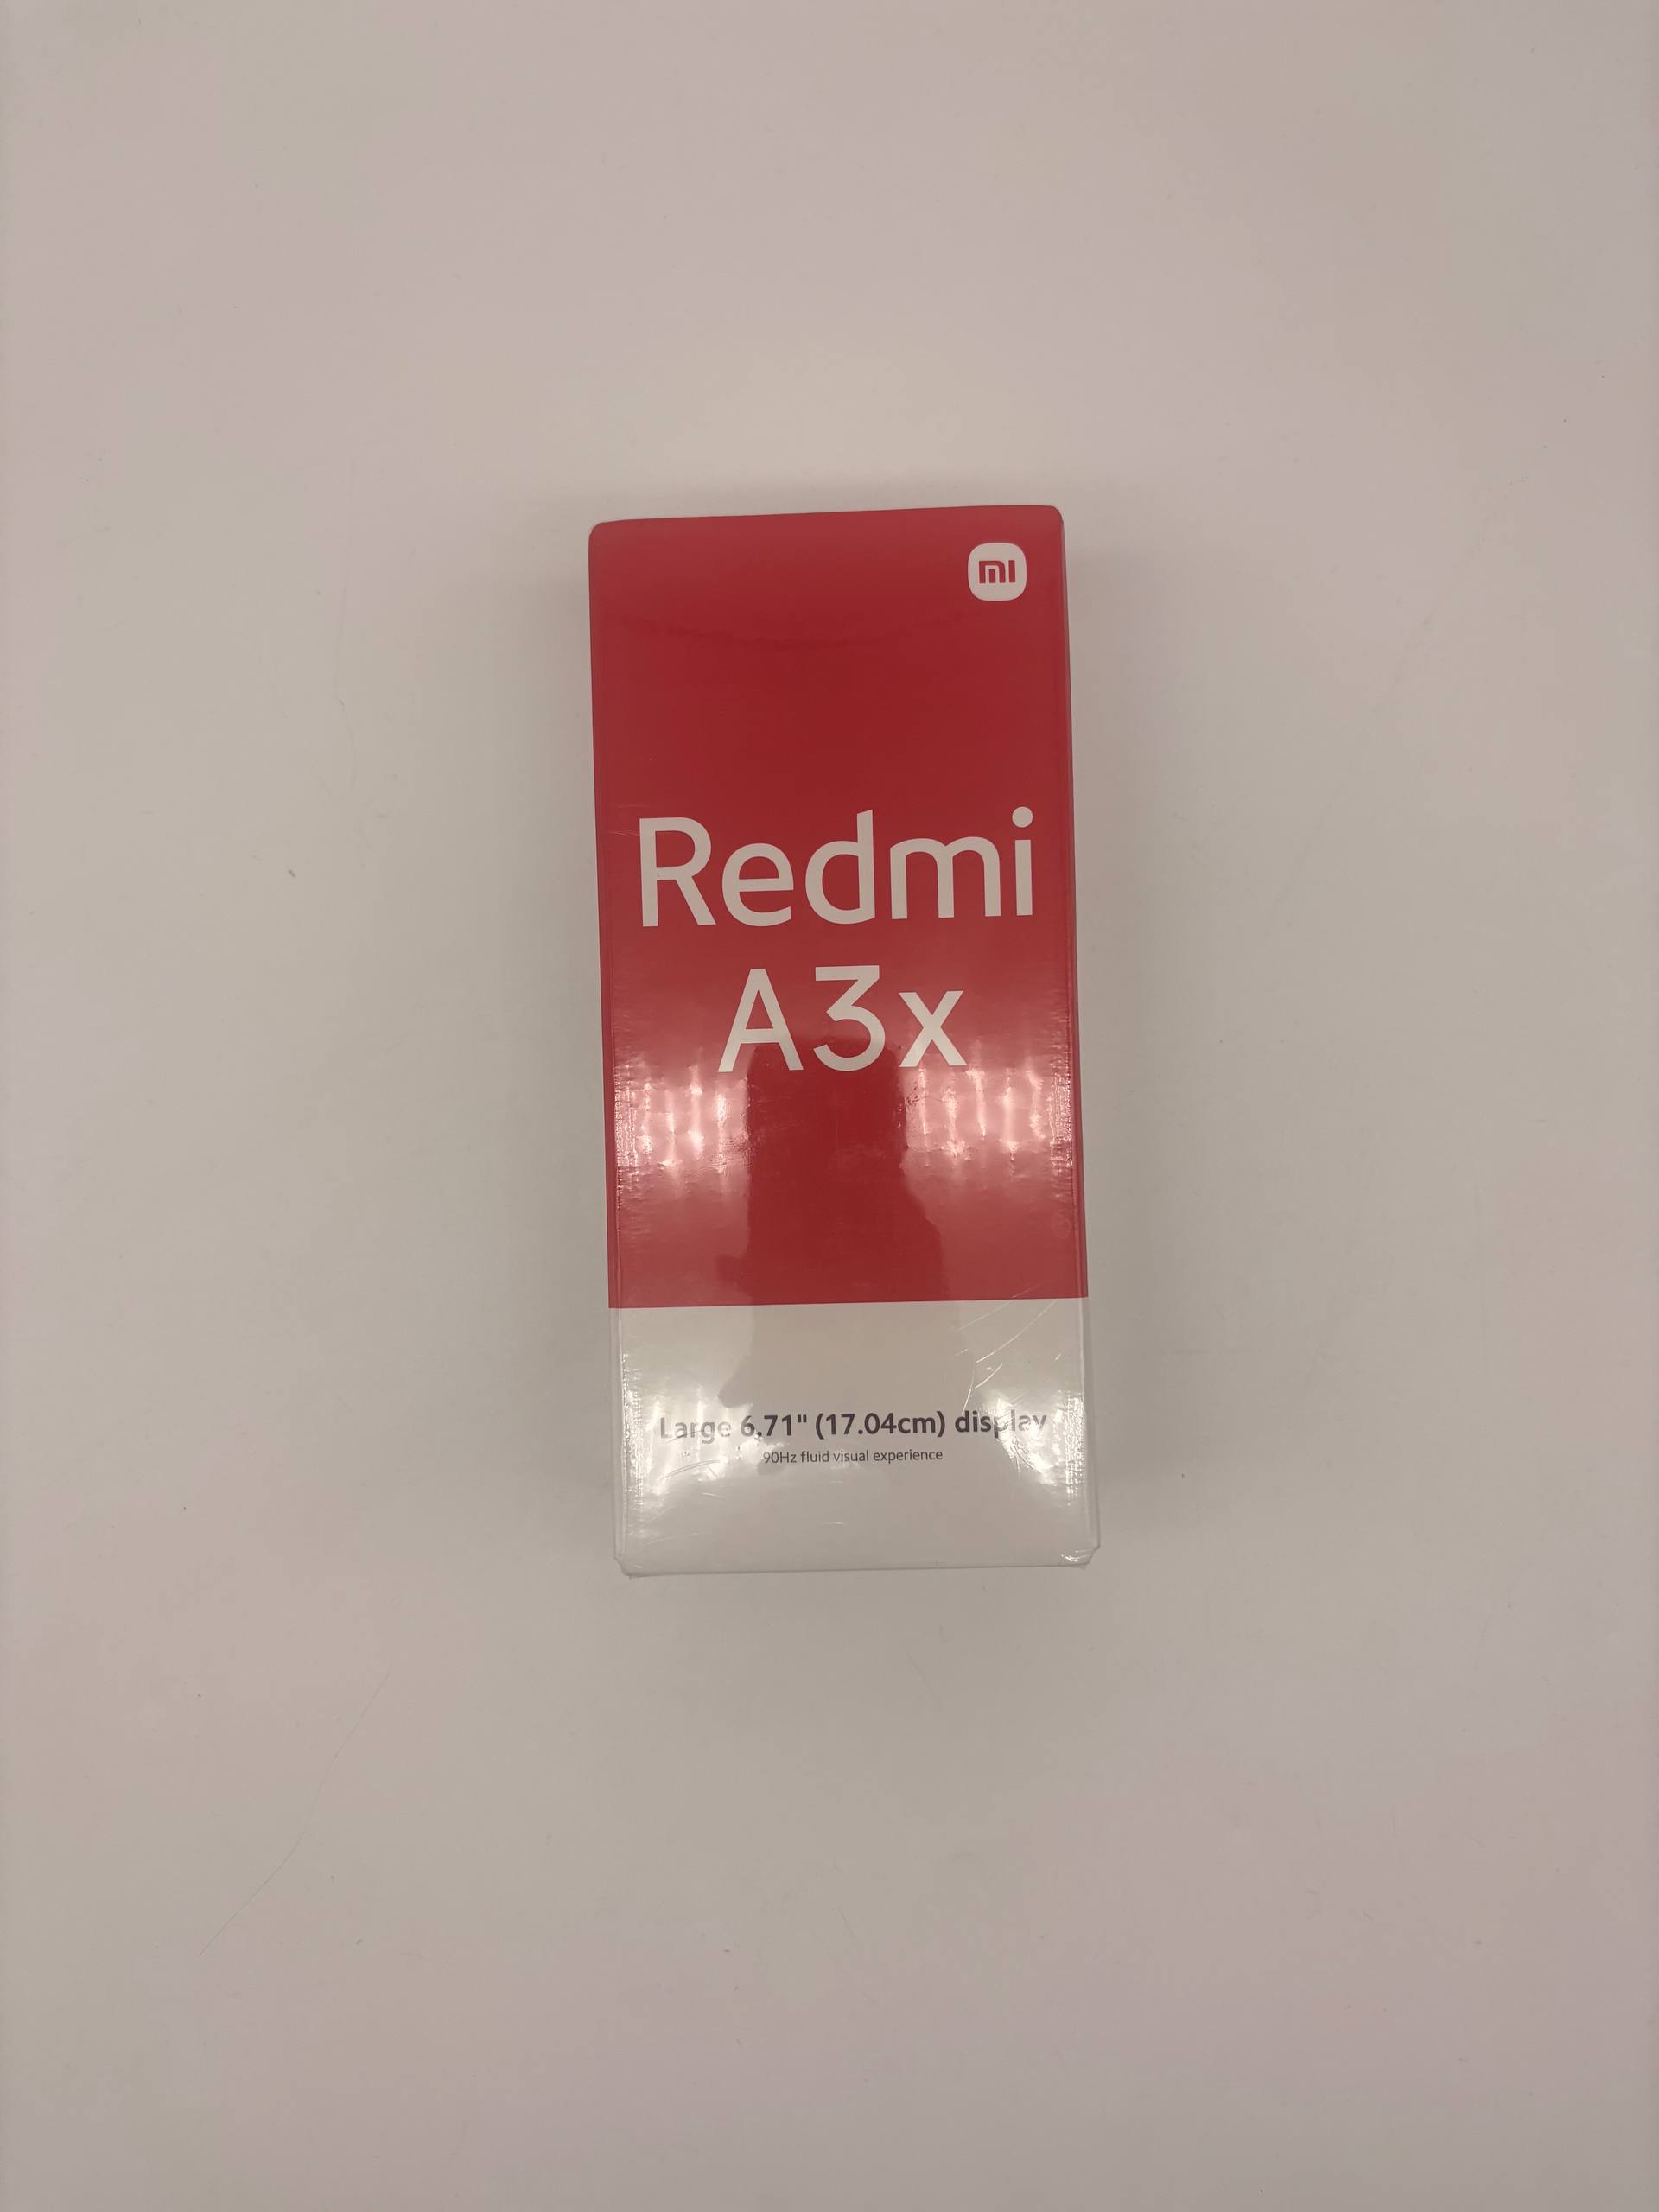 mi
Redmi
A3x
Large 6.71" (17.04cm) display
90Hz fluid visual experience